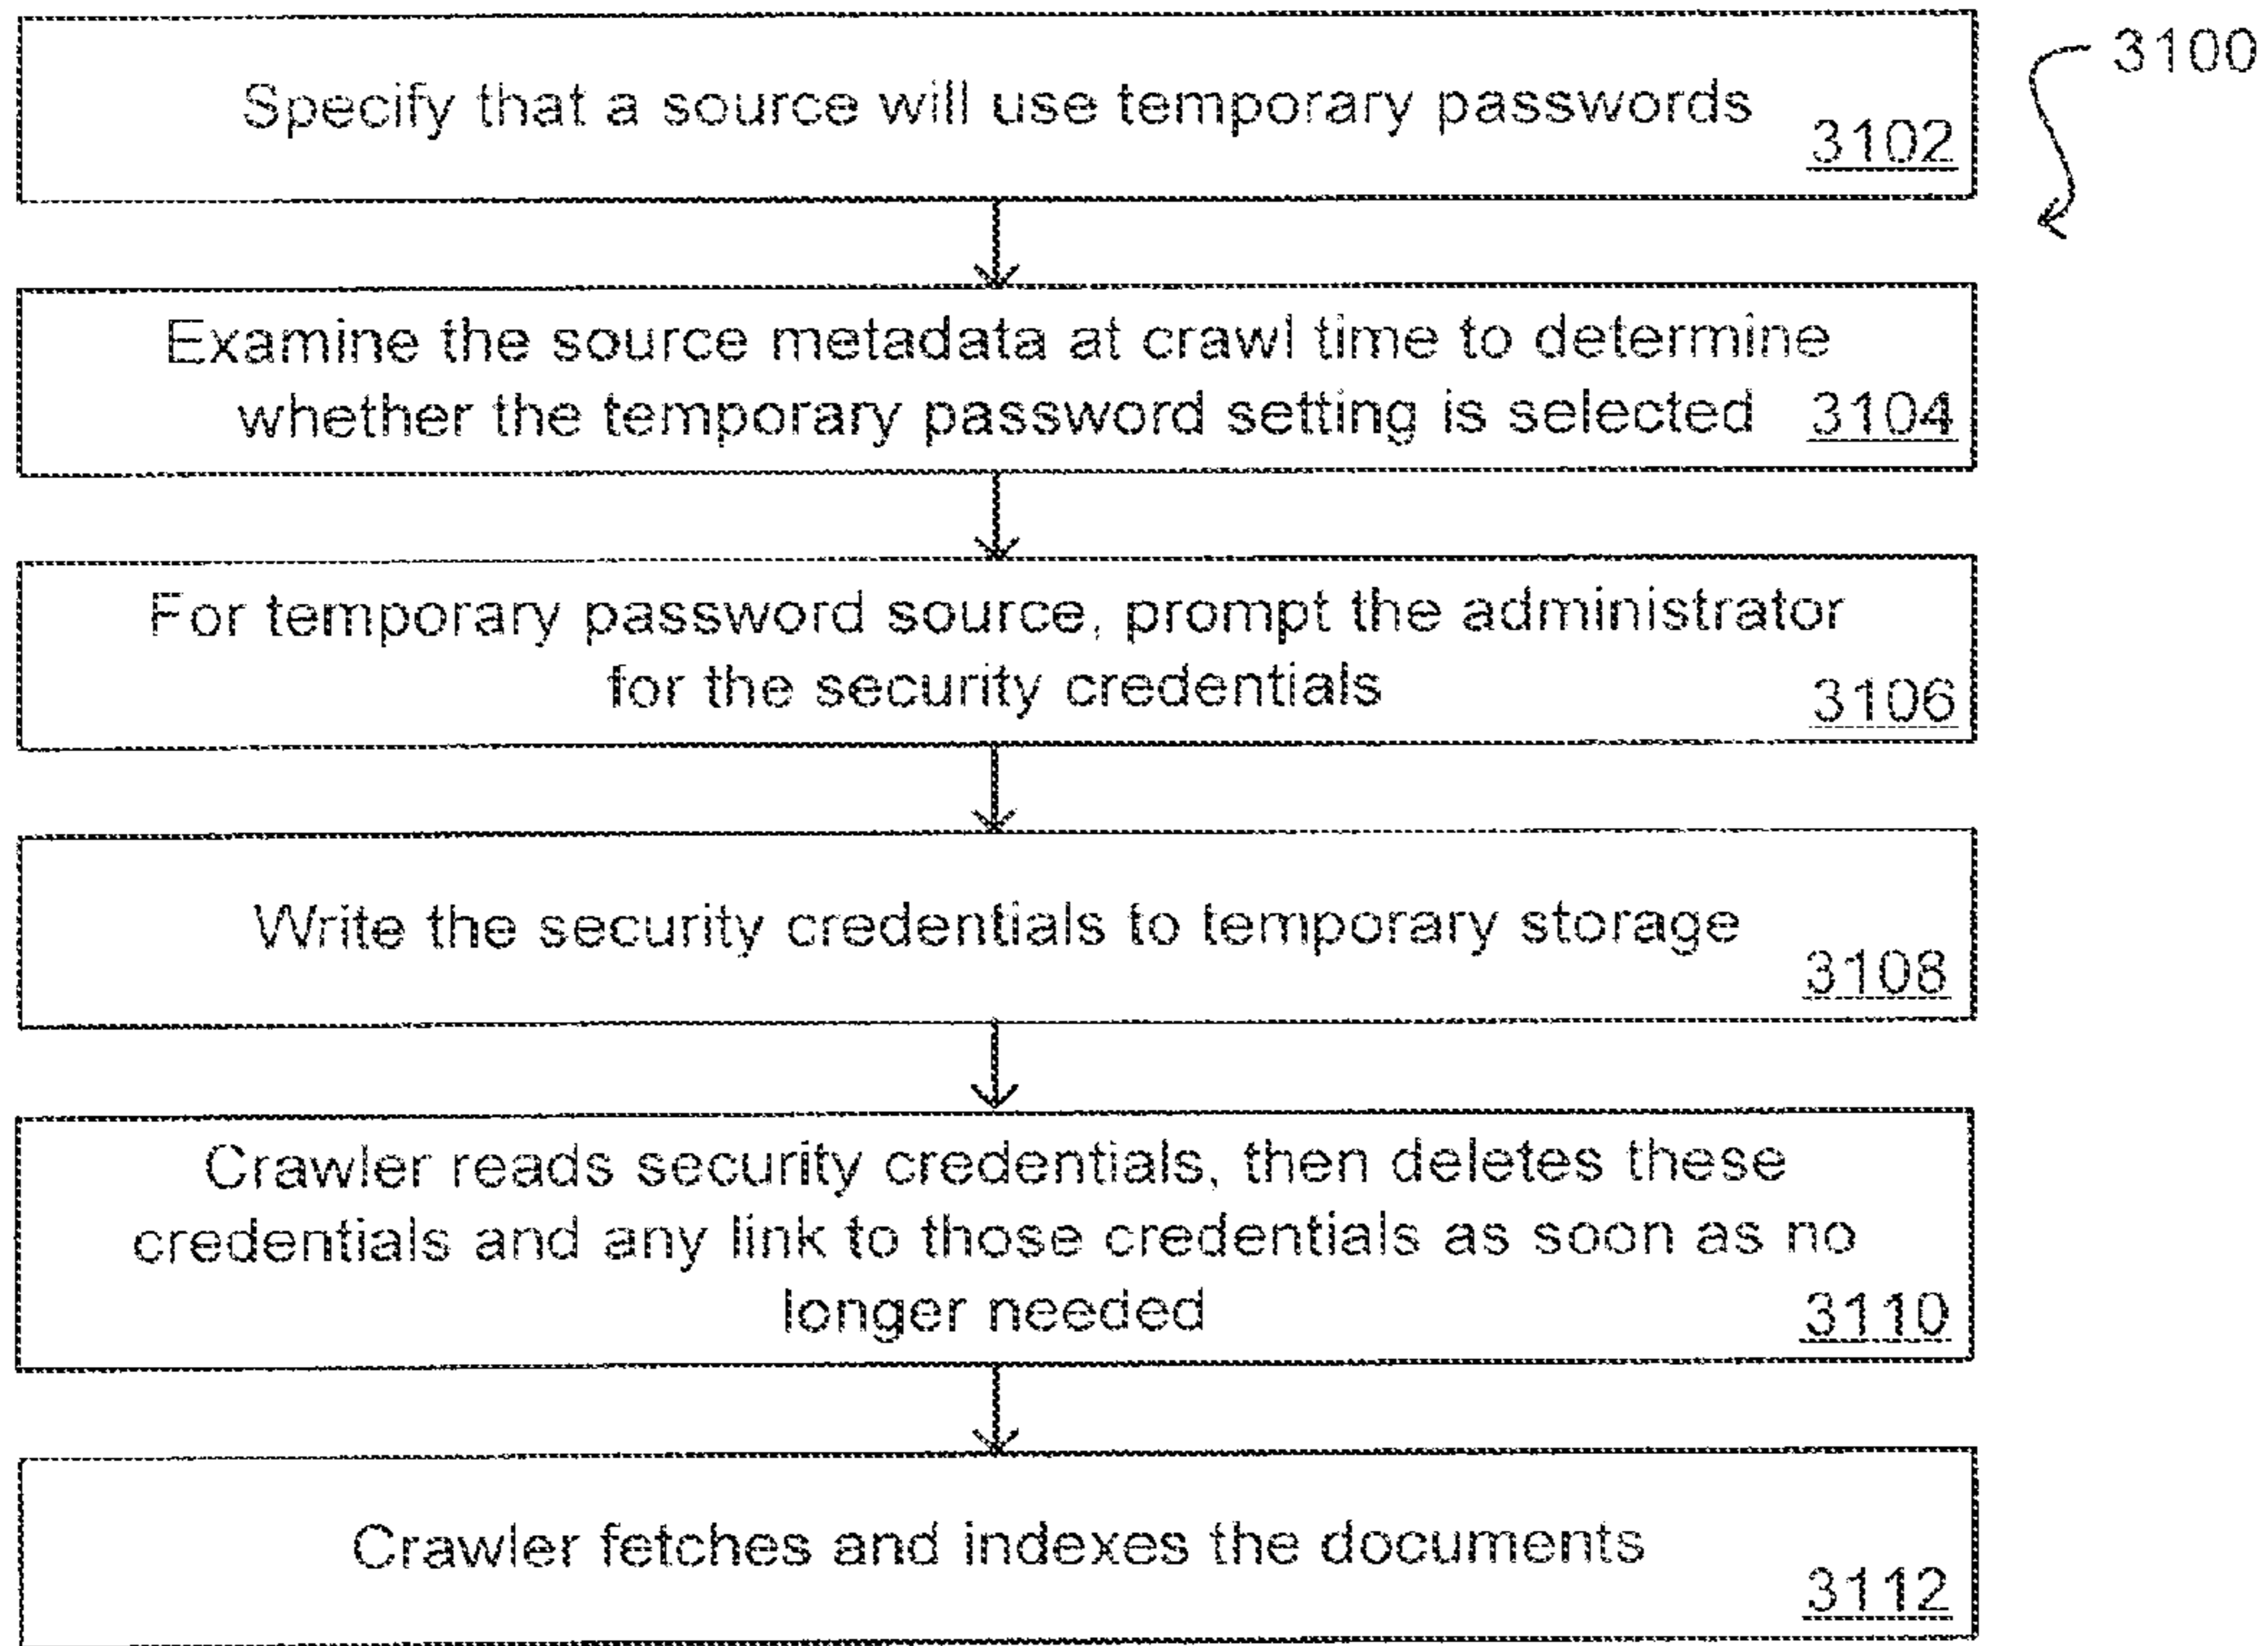 3100
Specify that a source will use temporary passwords
3102
Examine the source metadata at crawl time to determine
whether the temporary password setting is selected 3104
For temporary password source, prompt the administrator
for the security credentials
3106
Write the security credentials to temporary storage
3108
Crawler reads security credentials, then deletes these
credentials and any link to those credentials as soon as no
longer needed 3110
Crawler fetches and indexes the documents
3112